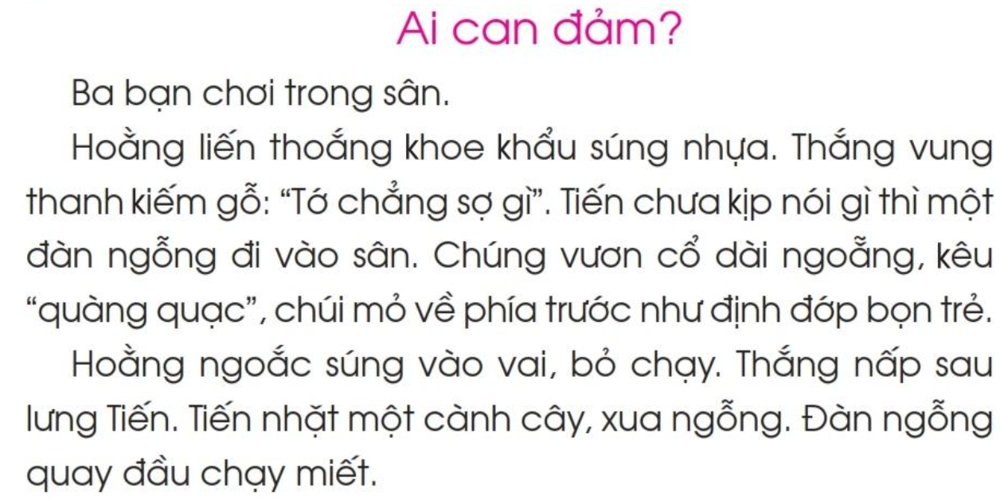 Ai can đảm?
Ba bạn chơi trong sân.
Hoằng liến thoắng khoe khẩu súng nhựa. Thắng vung
thanh kiếm gỗ: “Tớ chẳng sợ gì”. Tiến chưa kịp nói gì thì một
đàn ngỗng đi vào sân. Chúng vươn cổ dài ngoẵng, kêu
“quàng quạc”, chúi mỏ về phía trước như định đớp bọn trẻ.
Hoằng ngoắc súng vào vai, bỏ chạy. Thắng nấp sau
lưng Tiến. Tiến nhặt một cành cây, xua ngỗng. Đàn ngỗng
quay đầu chạy miết.